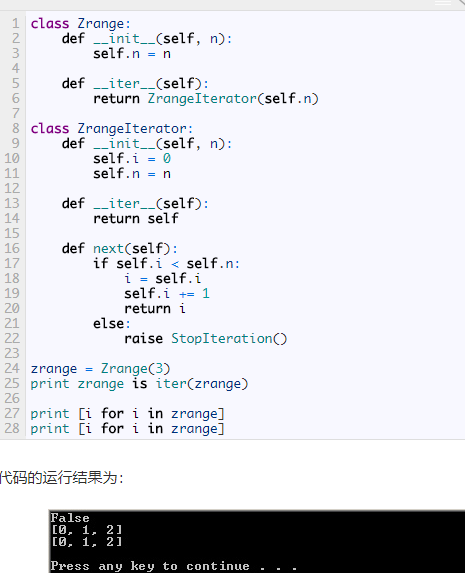 1 class Zrange:
2     def __init__(self, n):
3         self.n = n
4
5     def __iter__(self):
6         return ZrangeIterator(self.n)
7
8 class ZrangeIterator:
9     def __init__(self, n):
10         self.i = 0
11         self.n = n
12
13     def __iter__(self):
14         return self
15
16     def next(self):
17         if self.i < self.n:
18             i = self.i
19             self.i += 1
20             return i
21         else:
22             raise StopIteration()
23
24 zrange = Zrange(3)
25 print zrange is iter(zrange)
26
27 print [i for i in zrange]
28 print [i for i in zrange]
代码的运行结果为:
False
[0, 1, 2]
[0, 1, 2]
Press any key to continue . . .